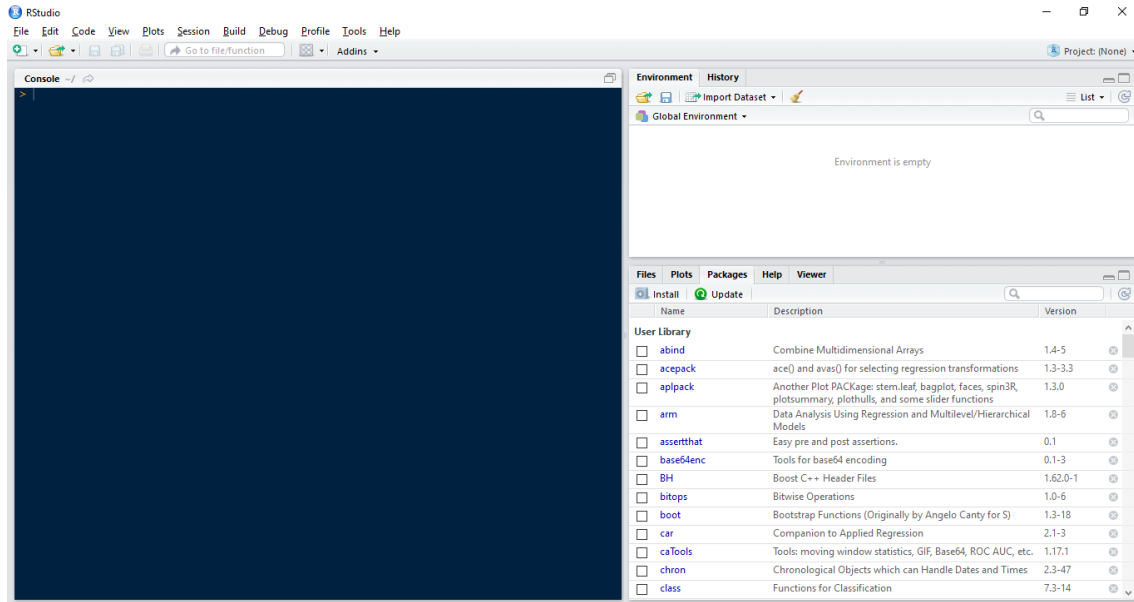 RStudio
File Edit Code View Plots Session Build Debug Profile Tools Help
Go to file/function Addins Project: (None)
Console ~/
>
Environment History
Import Dataset List
Global Environment
Environment is empty
Files Plots Packages Help Viewer
Install Update
Name Description Version
User Library
abind Combine Multidimensional Arrays 1.4-5
acepack ace() and avas() for selecting regression transformations 1.3-3.3
aplpack Another Plot PACKage: stem.leaf, bagplot, faces, spin3R, 1.3.0
plotsummary, plothulls, and some slider functions
arm Data Analysis Using Regression and Multilevel/Hierarchical 1.8-6
Models
assertthat Easy pre and post assertions. 0.1
base64enc Tools for base64 encoding 0.1-3
BH Boost C++ Header Files 1.62.0-1
bitops Bitwise Operations 1.0-6
boot Bootstrap Functions (Originally by Angelo Canty for S) 1.3-18
car Companion to Applied Regression 2.1-3
caTools Tools: moving window statistics, GIF, Base64, ROC AUC, etc. 1.17.1
chron Chronological Objects which can Handle Dates and Times 2.3-47
class Functions for Classification 7.3-14